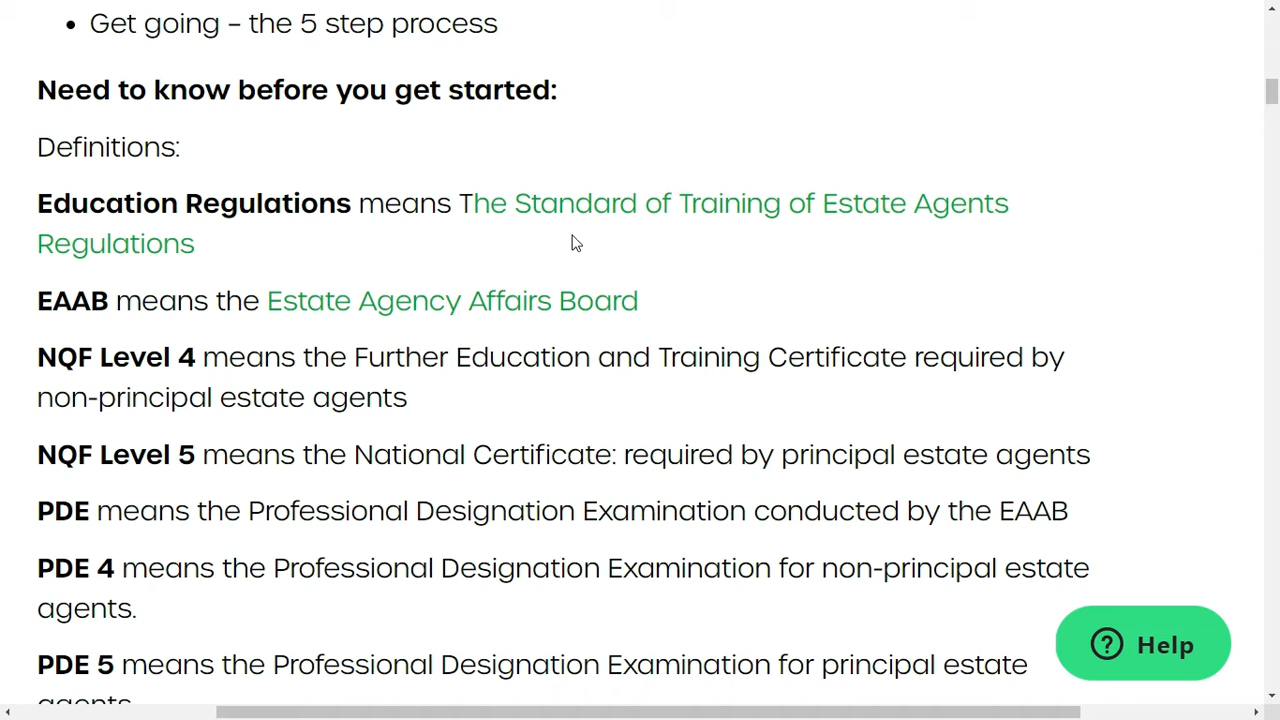 • Get going – the 5 step process
Need to know before you get started:
Definitions:
Education Regulations means The Standard of Training of Estate Agents
Regulations
EAAB means the Estate Agency Affairs Board
NQF Level 4 means the Further Education and Training Certificate required by
non-principal estate agents
NQF Level 5 means the National Certificate: required by principal estate agents
PDE means the Professional Designation Examination conducted by the EAAB
PDE 4 means the Professional Designation Examination for non-principal estate
agents.
PDE 5 means the Professional Designation Examination for principal estate
agents
Help